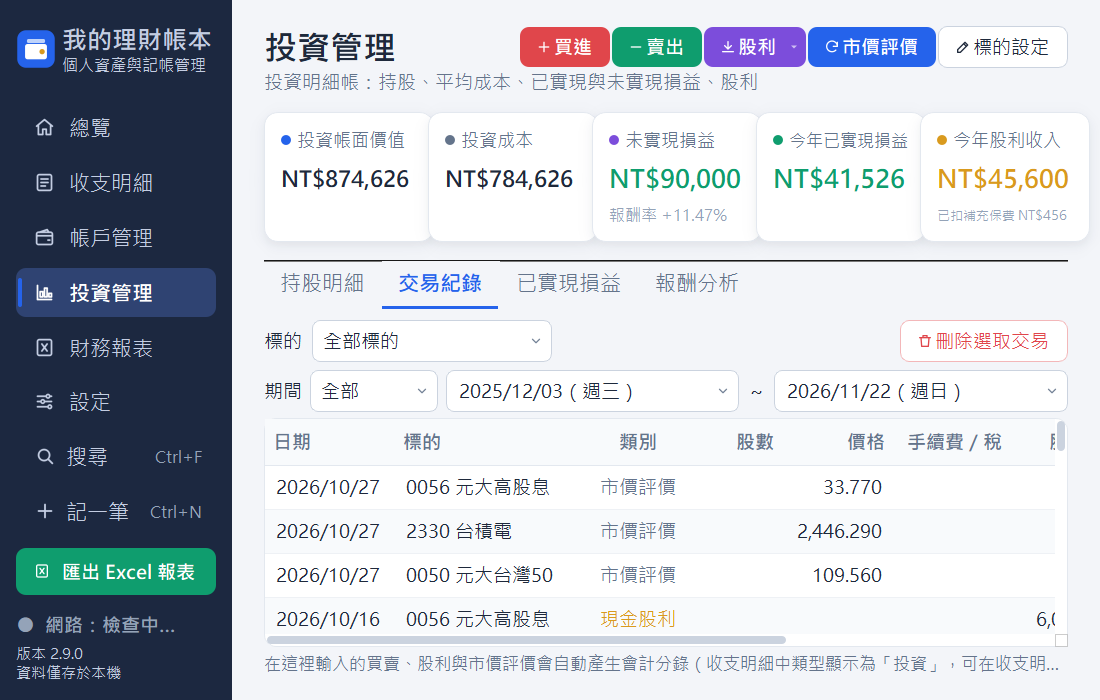 我的理財帳本
個人資產與記帳管理
總覽
收支明細
帳戶管理
投資管理
財務報表
設定
搜尋 Ctrl+F
記一筆 Ctrl+N
匯出 Excel 報表
網路：檢查中...
版本 2.9.0
資料僅存於本機
投資管理
投資明細帳：持股、平均成本、已實現與未實現損益、股利
買進
賣出
股利
市價評價
標的設定
投資帳面價值
NT$874,626
投資成本
NT$784,626
未實現損益
NT$90,000
報酬率 +11.47%
今年已實現損益
NT$41,526
今年股利收入
NT$45,600
已扣補充保費 NT$456
持股明細 交易紀錄 已實現損益 報酬分析
標的 全部標的 刪除選取交易
期間 全部 2025/12/03 ( 週三 ) ~ 2026/11/22 ( 週日 )
日期 標的 類別 股數 價格 手續費 / 稅
2026/10/27 0056 元大高股息 市價評價 33.770
2026/10/27 2330 台積電 市價評價 2,446.290
2026/10/27 0050 元大台灣50 市價評價 109.560
2026/10/16 0056 元大高股息 現金股利
在這裡輸入的買賣、股利與市價評價會自動產生會計分錄（收支明細中類型顯示為「投資」，可在收支明...